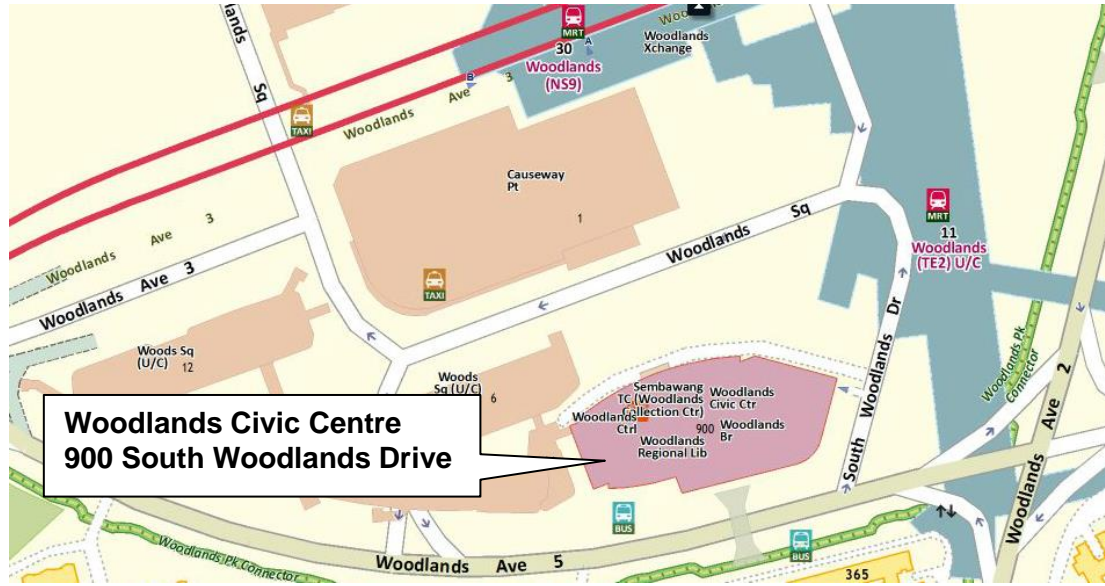 lands
Sq
MRT
30
Woodlands
(NS9)
A
B
Woodlands
Xchange
Woodlands Ave 3
TAXI
Causeway
Pt
1
Woodlands Ave 3
Woodlands Ave 3
TAXI
Woodlands Sq
MRT
11
Woodlands
(TE2) U/C
South Woodlands Dr
Woodlands Pk
Connector
Woodlands Ave 2
Woods Sq
(U/C)
12
Woods
Sq (U/C)
6
Sembawang
TC (Woodlands
Collection Ctr)
Woodlands
Civic Ctr
Woodlands
Ctrl
900
Woodlands
Br
Woodlands
Regional Lib
Woodlands Civic Centre
900 South Woodlands Drive
BUS
BUS
Woodlands Pk Connector
Woodlands Ave 5
365